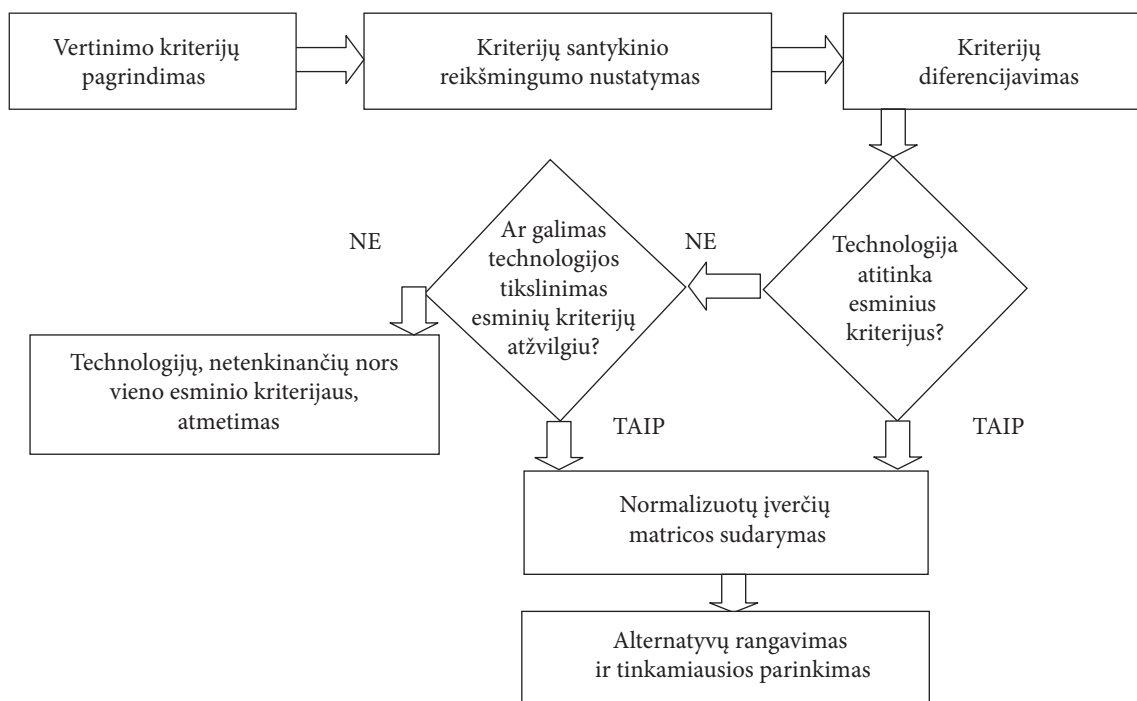 Vertinimo kriterijų
pagrindimas
Kriterijų santykinio
reikšmingumo nustatymas
Kriterijų
diferencijavimas
Technologija
atitinka
esminius
kriterijus?
NE
Ar galimas
technologijos
tikslinimas
esminių kriterijų
atžvilgiu?
NE
Technologijų, netenkinančių nors
vieno esminio kriterijaus,
atmetimas
TAIP
TAIP
Normalizuotų įverčių
matricos sudarymas
Alternatyvų rangavimas
ir tinkamiausios parinkimas